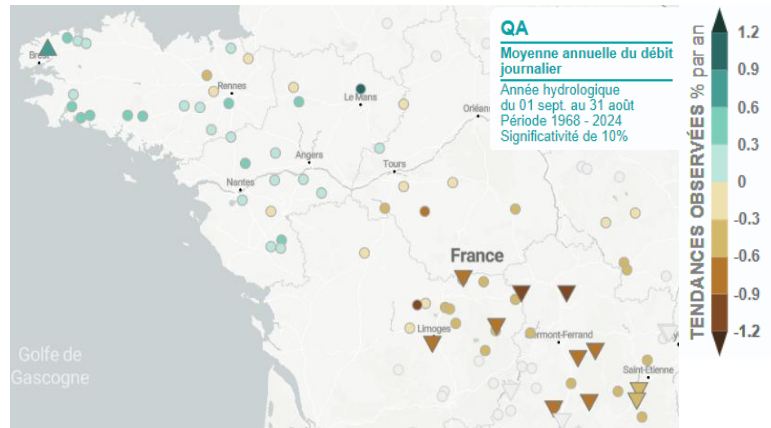 QA
Moyenne annuelle du débit
journalier
Année hydrologique
du 01 sept. au 31 août
Période 1968 - 2024
Significativité de 10%
TENDANCES OBSERVÉES % par an
1.2
0.9
0.6
0.3
0
-0.3
-0.6
-0.9
-1.2
Brest
Rennes
Le Mans
Orléans
Angers
Tours
Nantes
France
Limoges
lermont-Ferrand
Saint-Étienne
Golfe de
Gascogne